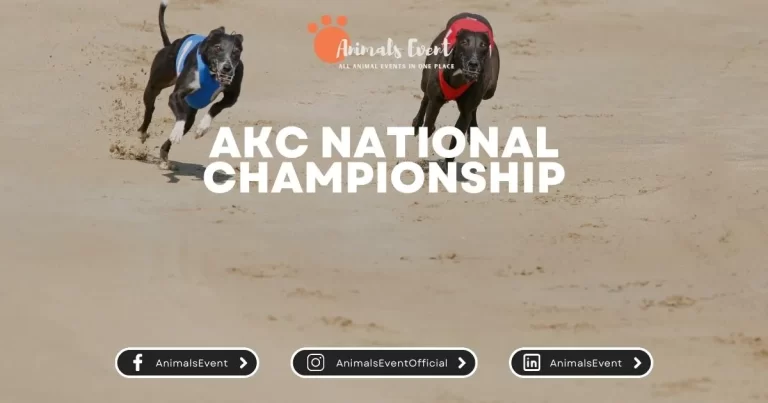 Animals Event
ALL ANIMAL EVENTS IN ONE PLACE
AKC NATIONAL
CHAMPIONSHIP
AnimalsEvent
AnimalsEventOfficial
AnimalsEvent